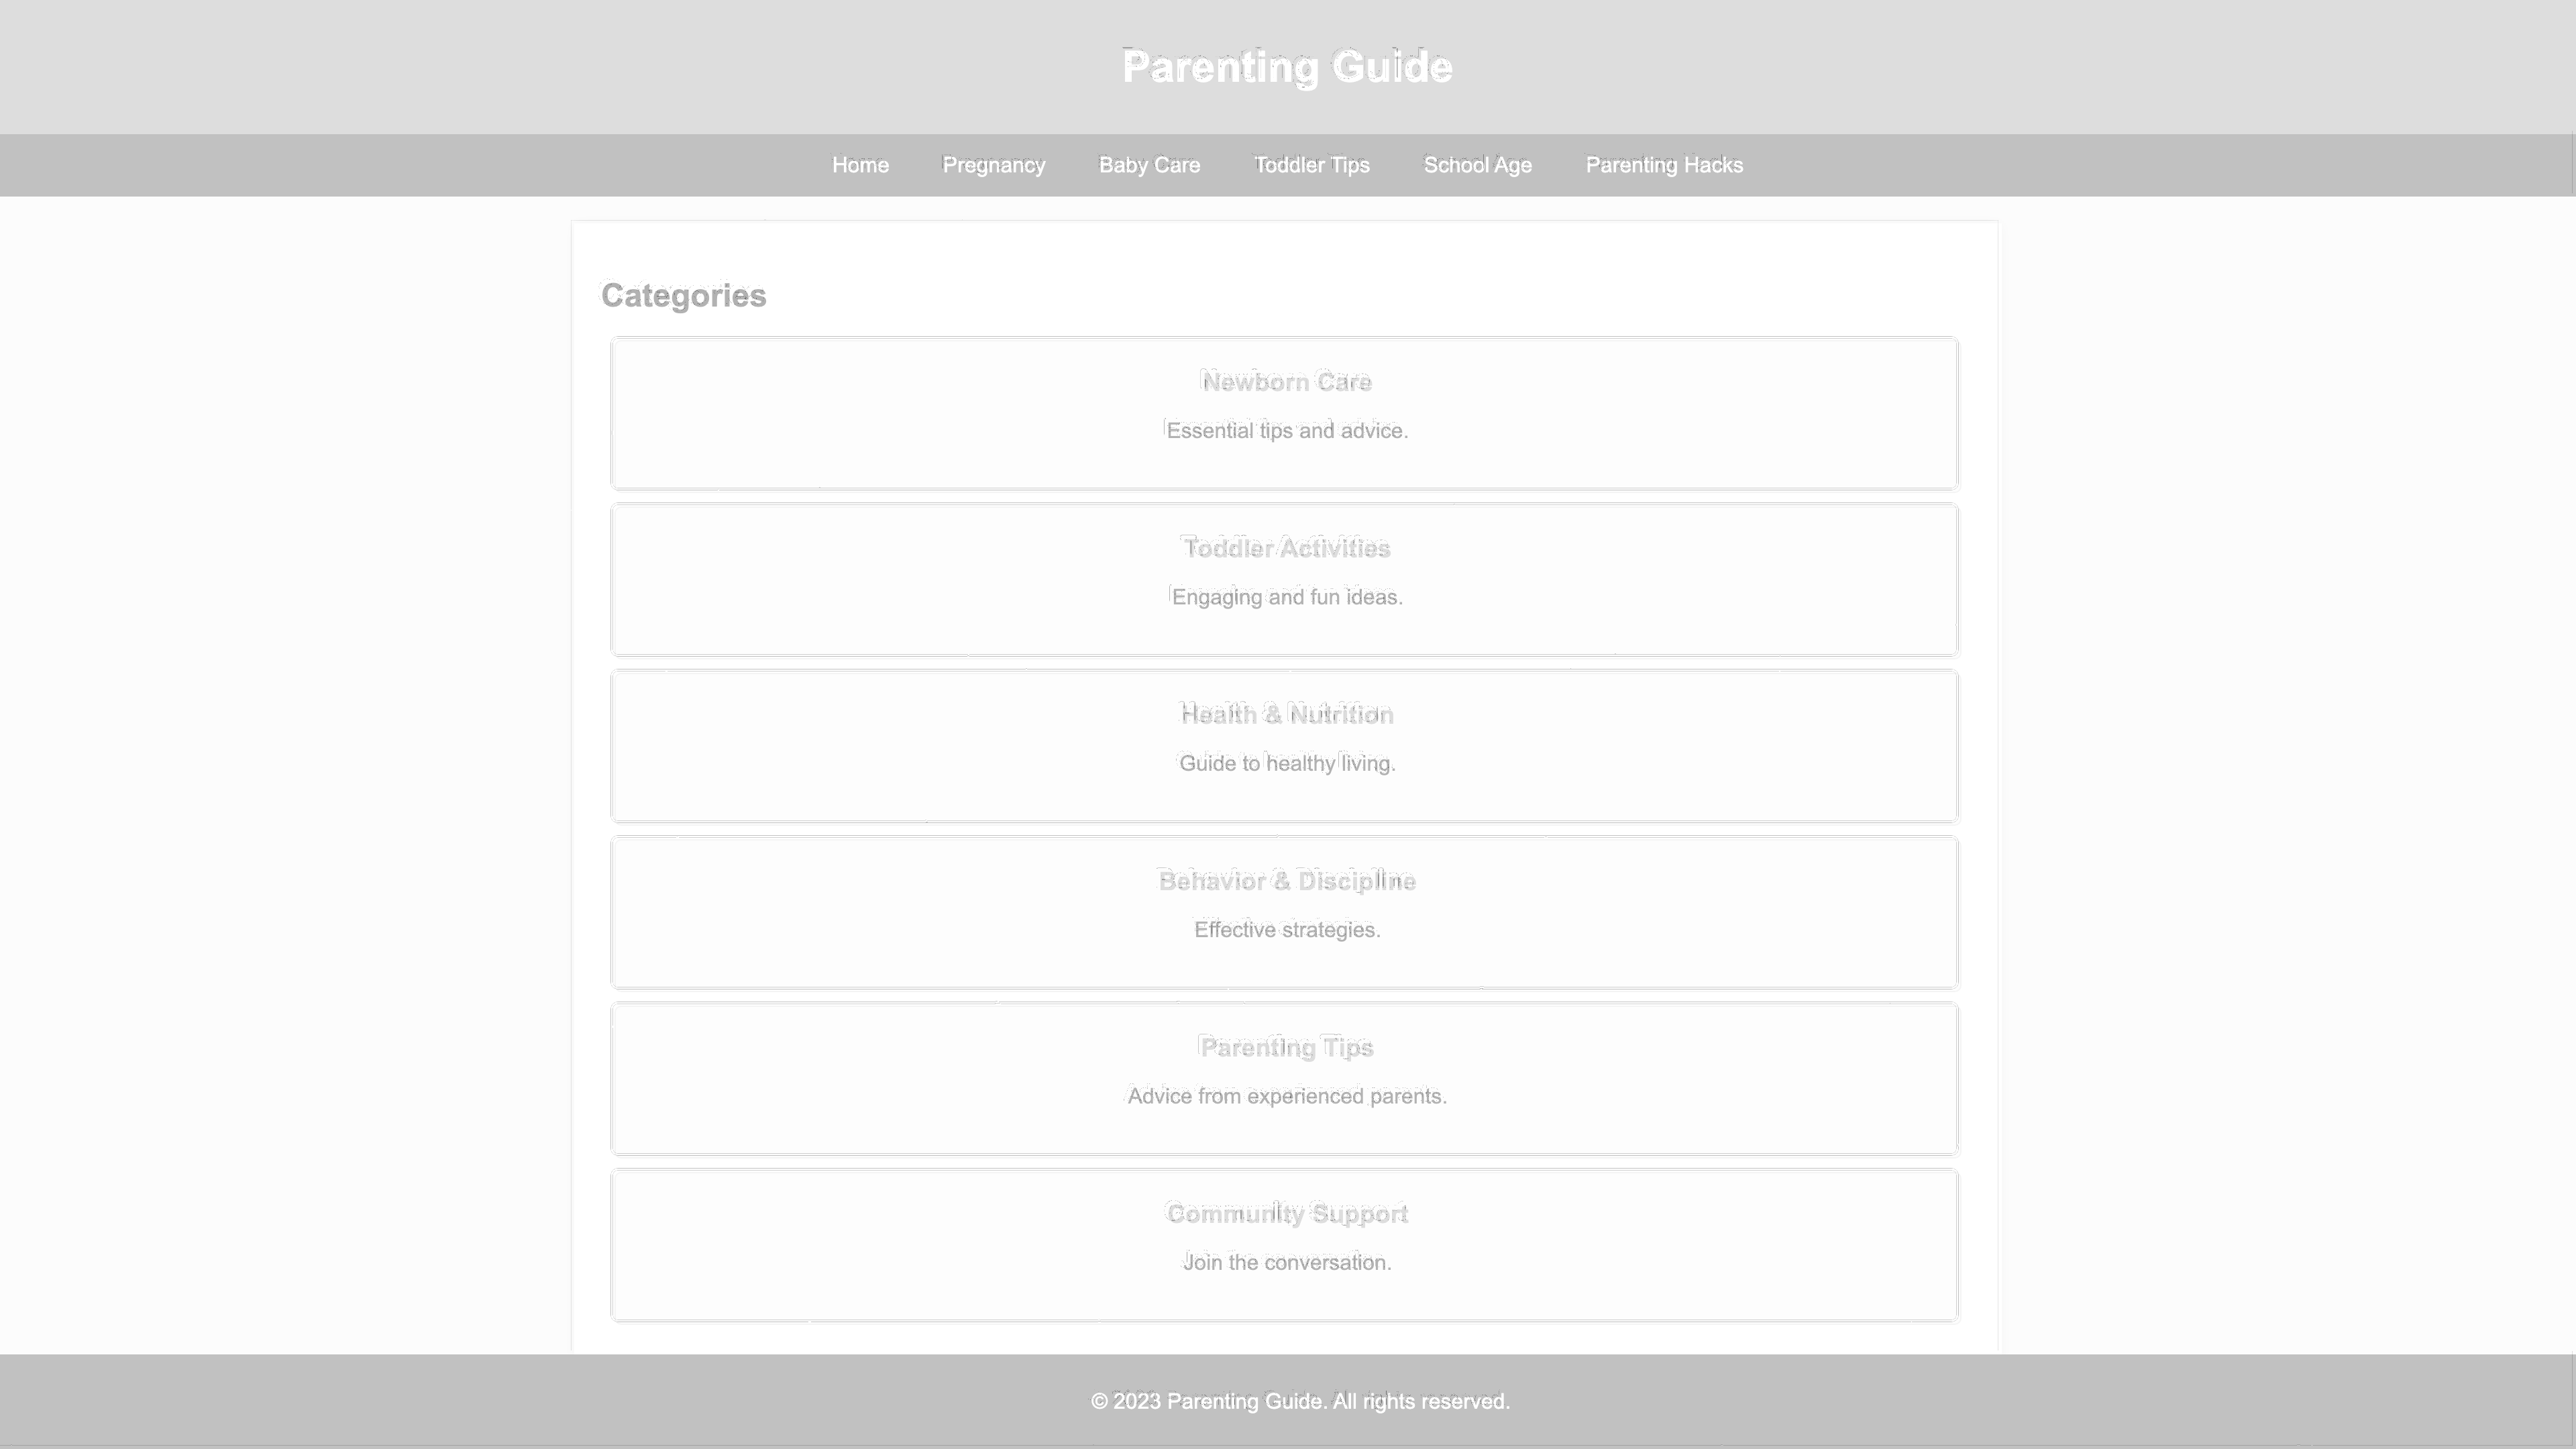 Parenting Guide
Home Pregnancy Baby Care Toddler Tips School Age Parenting Hacks
Categories
Newborn Care
Essential tips and advice.
Toddler Activities
Engaging and fun ideas.
Health & Nutrition
Guide to healthy living.
Behavior & Discipline
Effective strategies.
Parenting Tips
Advice from experienced parents.
Community Support
Join the conversation.
© 2023 Parenting Guide. All rights reserved.